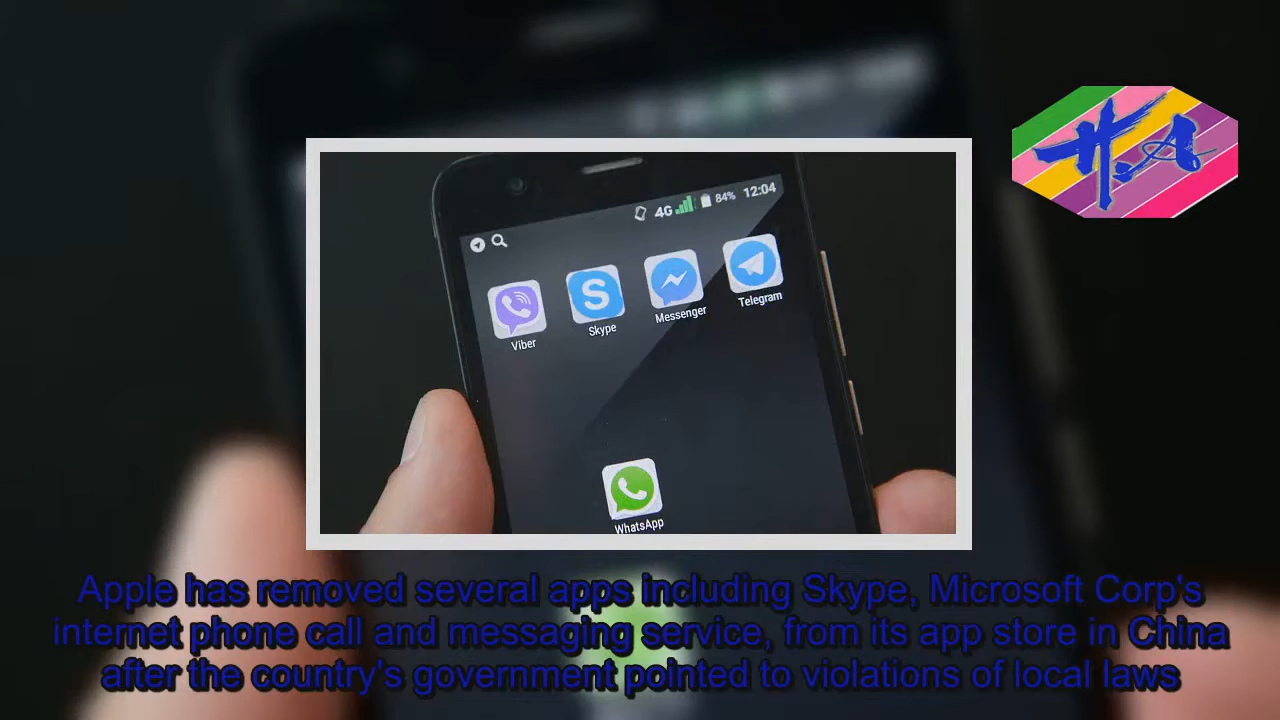 H.A
4G 84% 12:04
Viber
Skype
Messenger
Telegram
WhatsApp
Apple has removed several apps including Skype, Microsoft Corp's
internet phone call and messaging service, from its app store in China
after the country's government pointed to violations of local laws